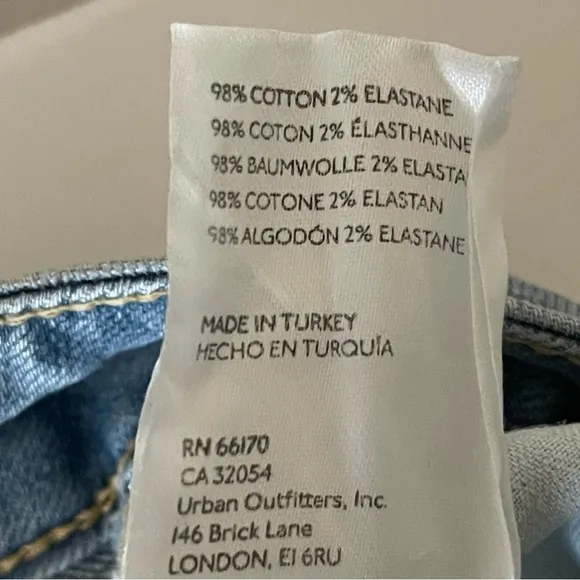 98% COTTON 2% ELASTANE
98% COTON 2% ÉLASTHANNE
98% BAUMWOLLE 2% ELASTA
98% COTONE 2% ELASTAN
98% ALGODÓN 2% ELASTANE
MADE IN TURKEY
HECHO EN TURQUÍA
RN 66170
CA 32054
Urban Outfitters, Inc.
146 Brick Lane
LONDON, E1 6RU